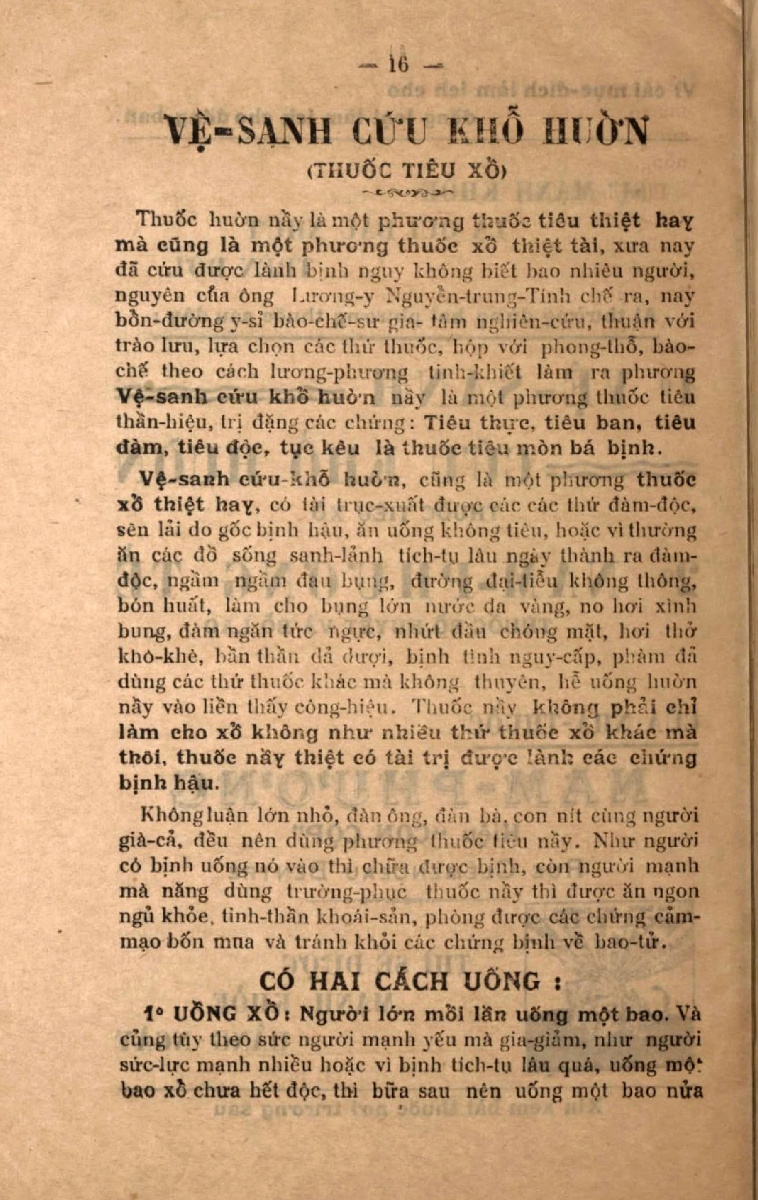 — 16 —
VỆ=SANH CỨU KHỔ HUỜN
(THUỐC TIÊU XỔ)
Thuốc huờn nầy là một phương thuốc tiêu thiệt hay
mà cũng là một phương thuốc xổ thiệt tài, xưa nay
đã cứu được lành bịnh nguy không biết bao nhiêu người,
nguyên của ông Lương-y Nguyễn-trung-Tính chế ra, nay
bổn-đường y-sỉ bào-chế-sư gia- tâm nghiên-cứu, thuận với
trào lưu, lựa chọn các thứ thuốc, hộp với phong-thổ, bào-
chế theo cách lương-phương tinh-khiết làm ra phương
Vệ-sanh cứu khổ huờn nầy là một phương thuốc tiêu
thần-hiệu, trị đặng các chứng: Tiêu thực, tiêu ban, tiêu
đàm, tiêu độc, tục kêu là thuốc tiêu mòn bá bịnh.
Vệ-sanh cứu-khổ huờn, cũng là một phương thuốc
xổ thiệt hay, có tài trục-xuất được các các thứ đàm-độc,
sên lải do gốc bịnh hậu, ăn uống không tiêu, hoặc vì thường
ăn các đồ sống sanh-lảnh tích-tụ lâu ngày thành ra đàm-
độc, ngầm ngầm đau bụng, đường đại-tiểu không thông,
bón huất, làm cho bụng lớn nước da vàng, no hơi xình
bung, đàm ngăn tức ngực, nhứt đầu chóng mặt, hơi thở
khò-khè, bần thần dả dượi, bịnh tình nguy-cấp, phàm đã
dùng các thứ thuốc khác mà không thuyên, hể uống huờn
nầy vào liền thấy công-hiệu. Thuốc nầy không phải chỉ
làm cho xổ không như nhiều thứ thuốc xổ khác mà
thôi, thuốc nầy thiệt có tài trị được lành các chứng
bịnh hậu.
Không luận lớn nhỏ, đàn ông, đàn bà, con nít cùng người
già-cả, đều nên dùng phương thuốc tiêu nầy. Như người
có bịnh uống nó vào thì chữa được bịnh, còn người mạnh
mà năng dùng trường-phục thuốc nầy thì được ăn ngon
ngủ khỏe, tinh-thần khoái-sản, phòng được các chứng cảm-
mạo bốn mùa và tránh khỏi các chứng bịnh về bao-tử.
CÓ HAI CÁCH UỐNG :
1º UỐNG XỔ: Người lớn mỗi lần uống một bao. Và
cũng tùy theo sức người mạnh yếu mà gia-giảm, như người
sức-lực mạnh nhiều hoặc vì bịnh tích-tụ lâu quá, uống một
bao xổ chưa hết độc, thì bữa sau nên uống một bao nửa